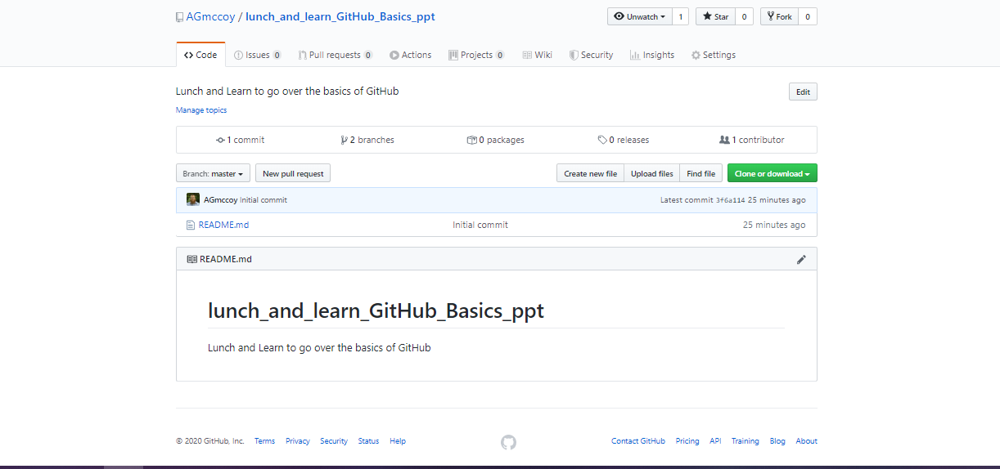 AGmccoy / lunch_and_learn_GitHub_Basics_ppt
Unwatch 1 Star 0 Fork 0
Code Issues 0 Pull requests 0 Actions Projects 0 Wiki Security Insights Settings
Lunch and Learn to go over the basics of GitHub Edit
Manage topics
1 commit 2 branches 0 packages 0 releases 1 contributor
Branch: master New pull request Create new file Upload files Find file Clone or download
AGmccoy Initial commit Latest commit 3f6a114 25 minutes ago
README.md Initial commit 25 minutes ago
README.md
lunch_and_learn_GitHub_Basics_ppt
Lunch and Learn to go over the basics of GitHub
© 2020 GitHub, Inc. Terms Privacy Security Status Help Contact GitHub Pricing API Training Blog About